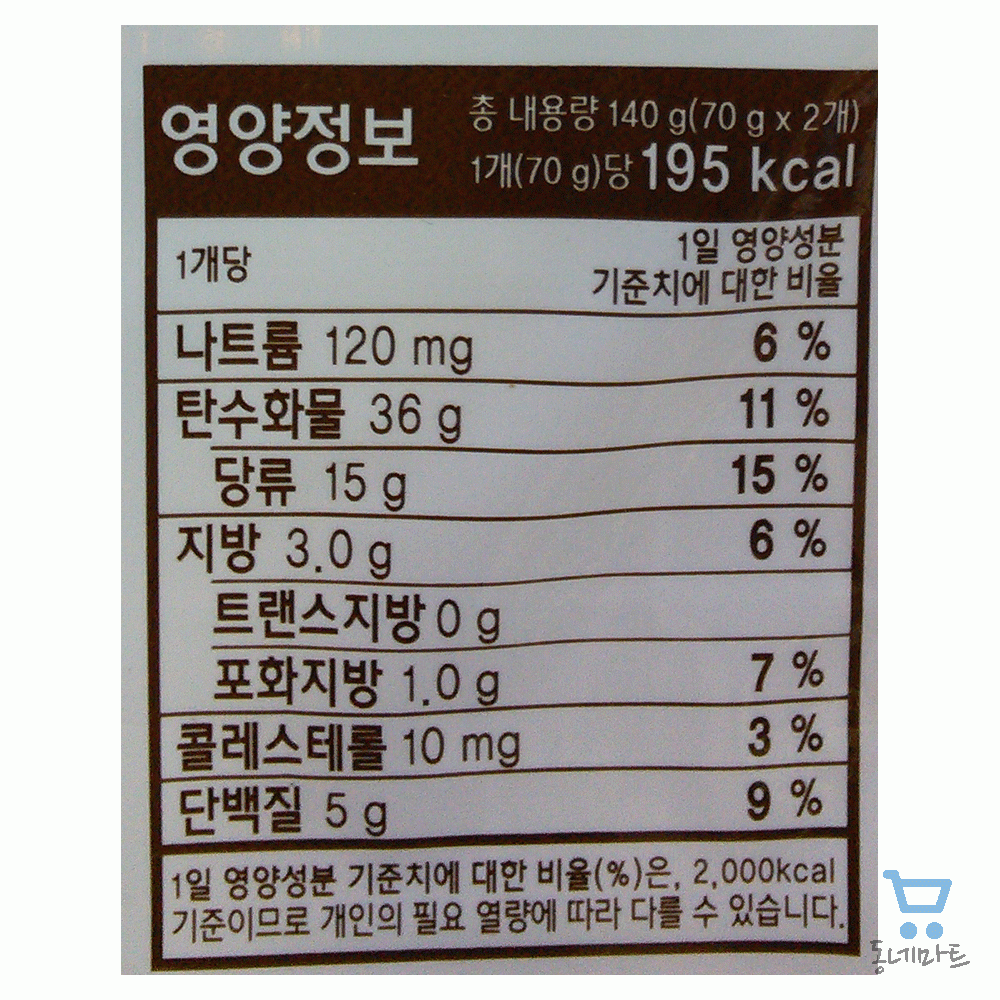 영양정보
총 내용량 140 g(70 g x 2개)
1개(70 g)당 195 kcal
1개당
1일 영양성분
기준치에 대한 비율
나트륨 120 mg 6 %
탄수화물 36 g 11 %
당류 15 g 15 %
지방 3.0 g 6 %
트랜스지방 0 g
포화지방 1.0 g 7 %
콜레스테롤 10 mg 3 %
단백질 5 g 9 %
1일 영양성분 기준치에 대한 비율(%)은, 2,000kcal
기준이므로 개인의 필요 열량에 따라 다를 수 있습니다.
동네마트